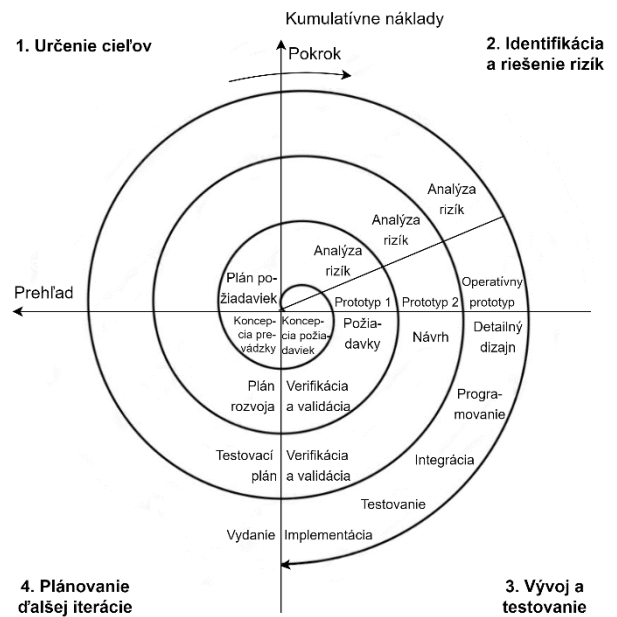 Kumulatívne náklady
1. Určenie cieľov
Pokrok
2. Identifikácia
a riešenie rizík
Analýza
rizík
Analýza
rizík
Analýza
rizík
Plán po-
žiadaviek
Prehľad
Prototyp 1
Prototyp 2
Operatívny
prototyp
Koncep-
cia pre-
vádzky
Koncep-
cia požia-
daviek
Požia-
davky
Návrh
Detailný
dizajn
Plán
rozvoja
Verifikácia
a validácia
Progra-
movanie
Testovací
plán
Verifikácia
a validácia
Integrácia
Testovanie
Vydanie
Implementácia
4. Plánovanie
ďalšej iterácie
3. Vývoj a
testovanie